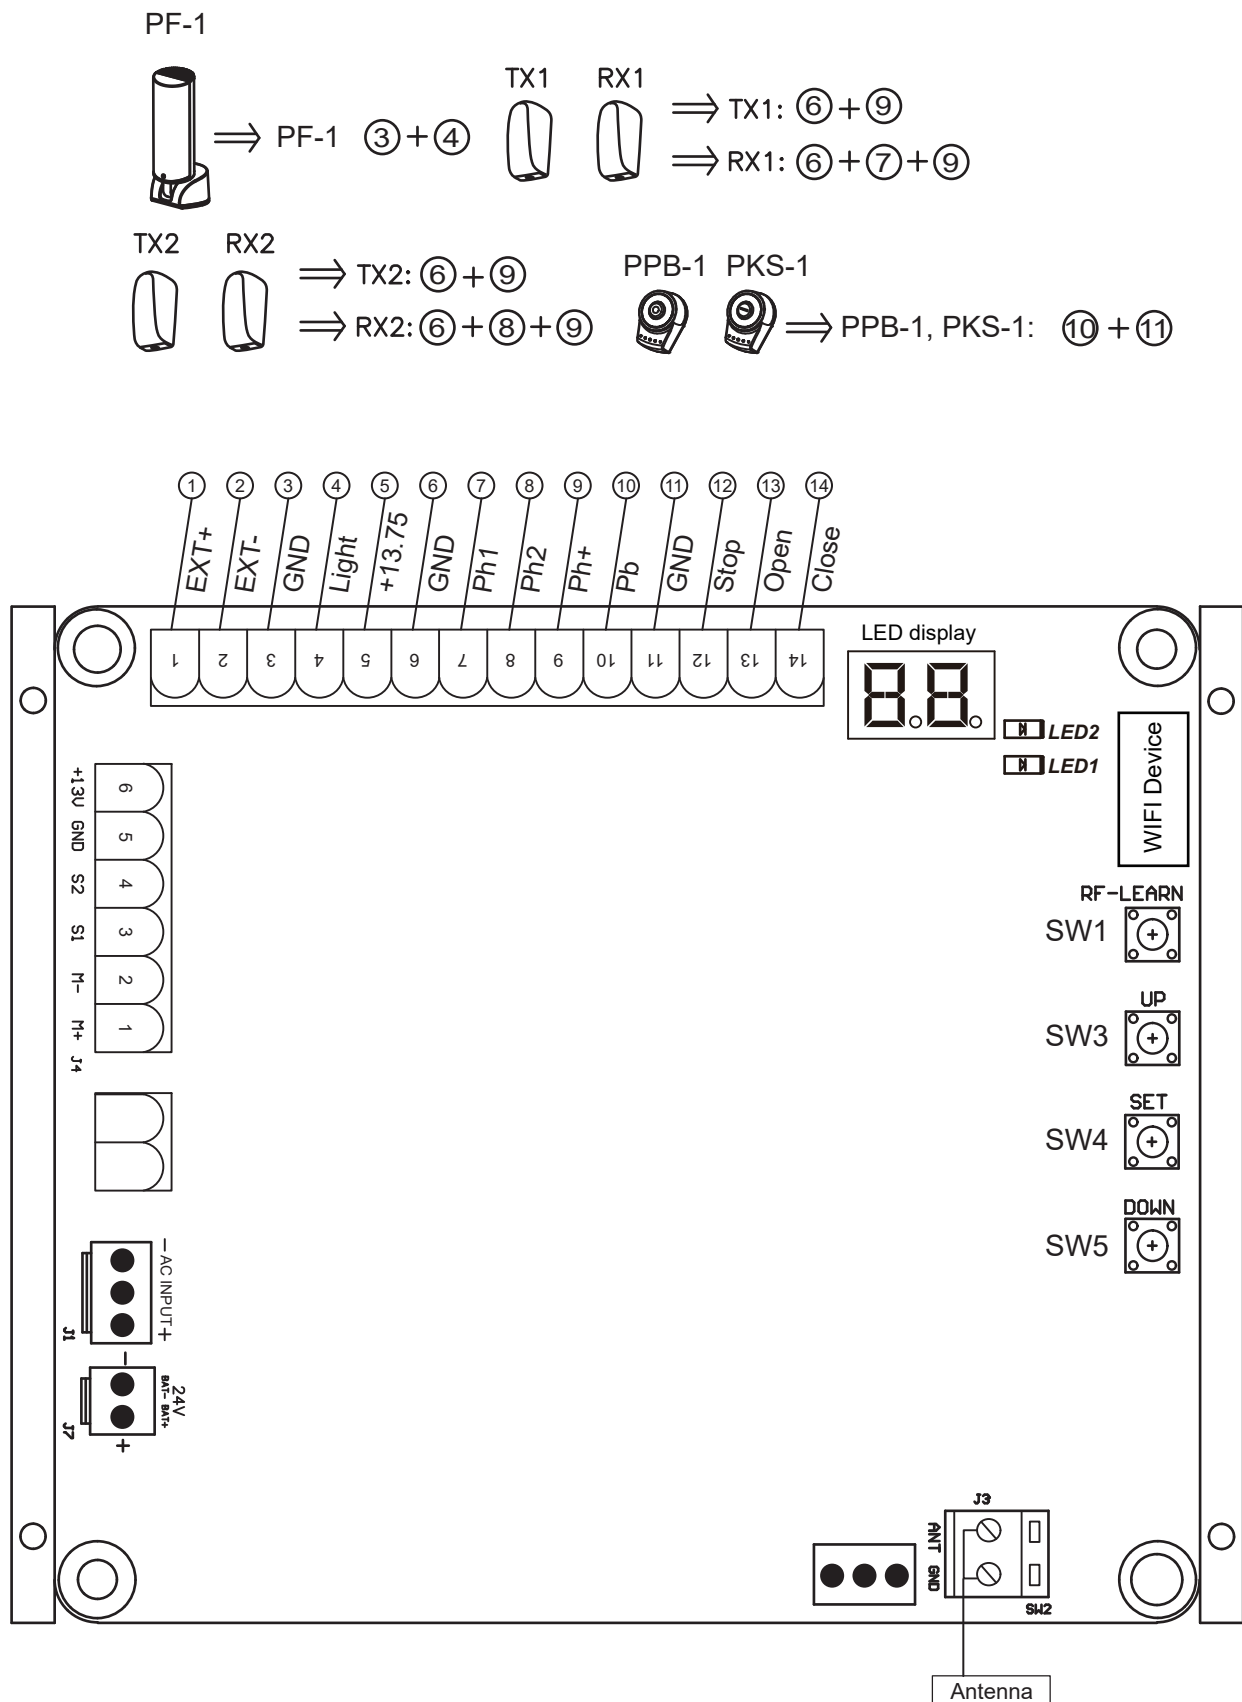 PF-1
TX1 RX1
PF-1 ③+④
TX1: ⑥+⑨
RX1: ⑥+⑦+⑨
TX2 RX2
TX2: ⑥+⑨
RX2: ⑥+⑧+⑨
PPB-1 PKS-1
PPB-1, PKS-1: ⑩+⑪
① ② ③ ④ ⑤ ⑥ ⑦ ⑧ ⑨ ⑩ ⑪ ⑫ ⑬ ⑭
EXT+ EXT- GND Light +13.75 GND Ph1 Ph2 Ph+ Pb GND Stop Open Close
1 2 3 4 5 6 7 8 9 10 11 12 13 14
LED display
8.8.
LED2
LED1
WIFI Device
+13V 6
GND 5
S2 4
S1 3
M- 2
M+ 1
J4
RF-LEARN
SW1
UP
SW3
SET
SW4
DOWN
SW5
- AC INPUT +
J1
-
24V
BAT- BAT+
J7
+
J3
ANT GND
SW2
Antenna